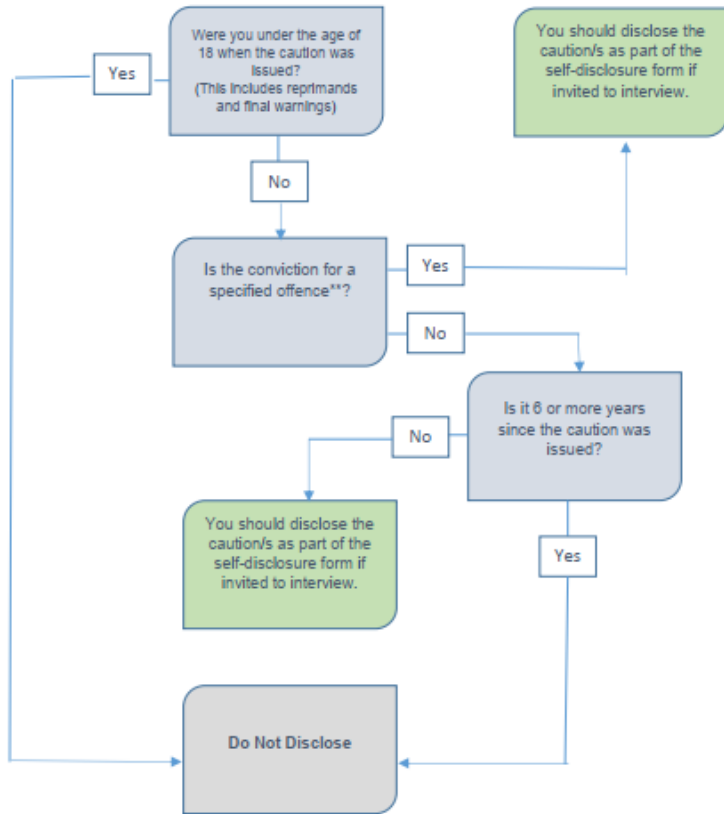 Were you under the age of
18 when the caution was
issued?
(This includes reprimands
and final warnings)
Yes
You should disclose the
caution/s as part of the
self-disclosure form if
invited to interview.
No
Is the conviction for a
specified offence**?
Yes
No
Is it 6 or more years
since the caution was
issued?
No
You should disclose the
caution/s as part of the
self-disclosure form if
invited to interview.
Yes
Do Not Disclose